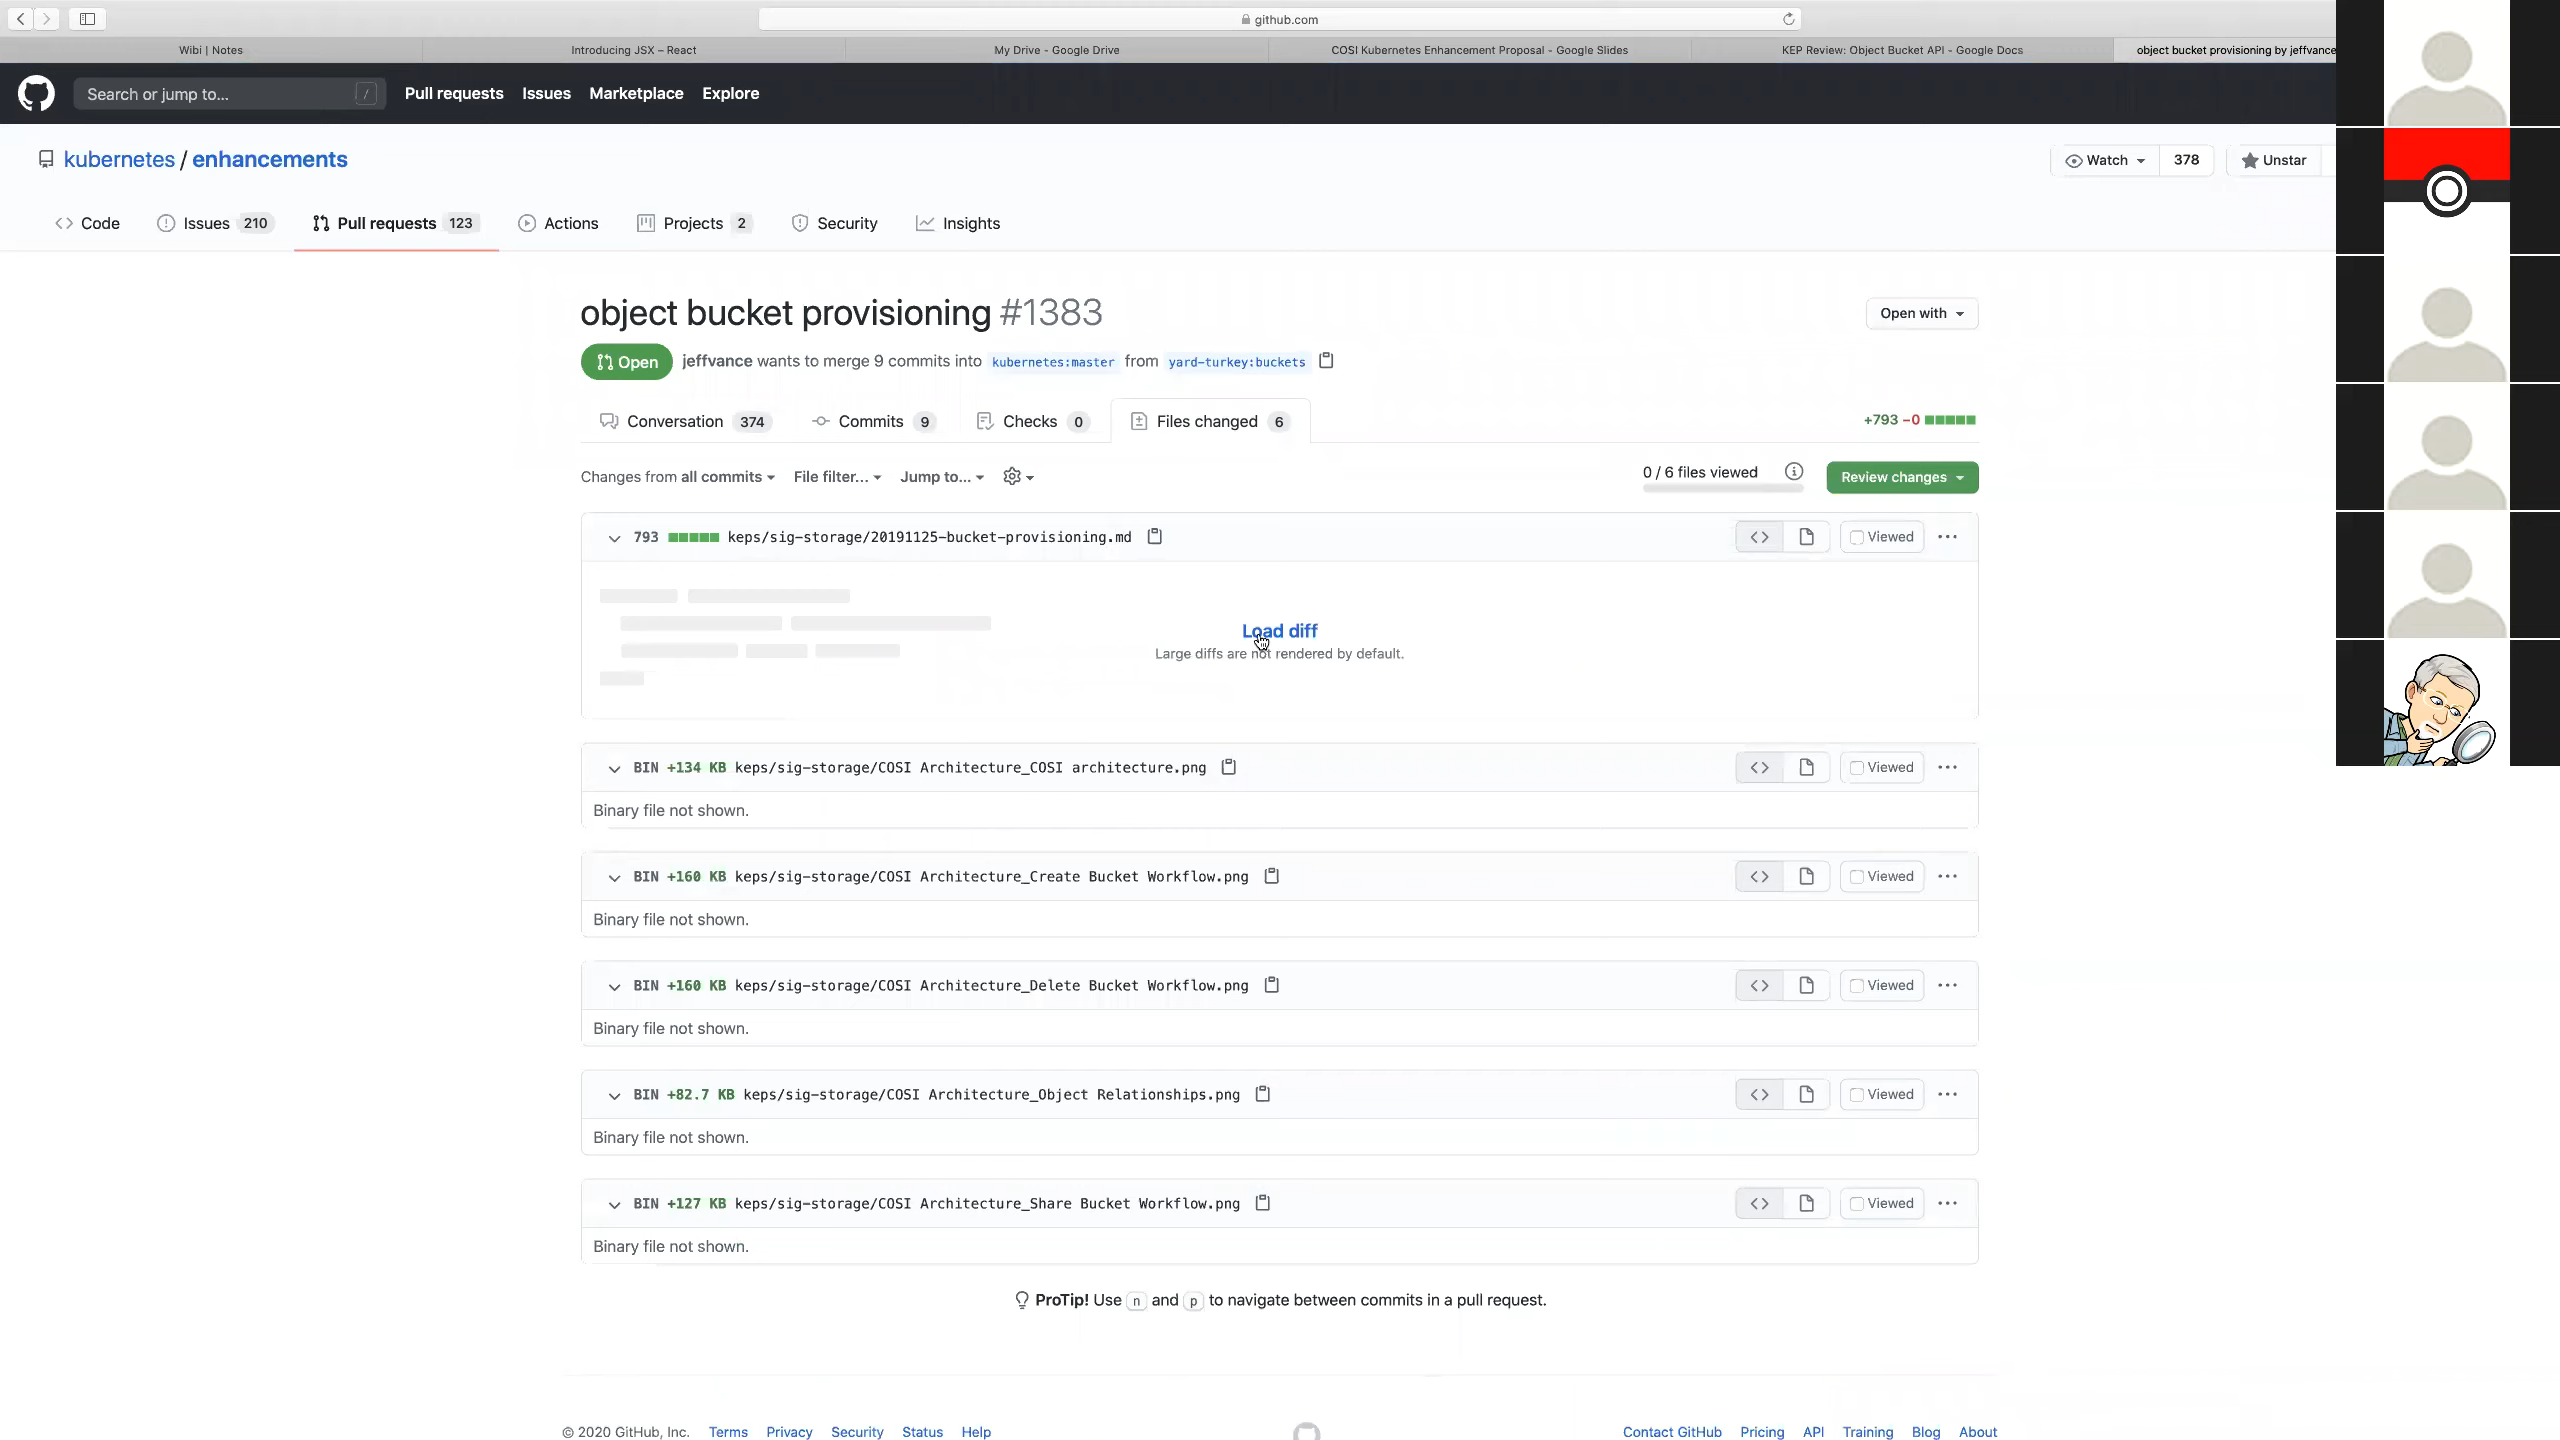 github.com
Wibi | Notes
Introducing JSX – React
My Drive - Google Drive
COSI Kubernetes Enhancement Proposal - Google Slides
KEP Review: Object Bucket API - Google Docs
object bucket provisioning by jeffvance
Search or jump to... /
Pull requests Issues Marketplace Explore
kubernetes / enhancements
Watch 378 Unstar
Code Issues 210 Pull requests 123 Actions Projects 2 Security Insights
object bucket provisioning #1383
Open with
Open jeffvance wants to merge 9 commits into kubernetes:master from yard-turkey:buckets
Conversation 374 Commits 9 Checks 0 Files changed 6 +793 −0
Changes from all commits File filter... Jump to... 0 / 6 files viewed Review changes
793 keps/sig-storage/20191125-bucket-provisioning.md Viewed
Load diff
Large diffs are not rendered by default.
BIN +134 KB keps/sig-storage/COSI Architecture_COSI architecture.png Viewed
Binary file not shown.
BIN +160 KB keps/sig-storage/COSI Architecture_Create Bucket Workflow.png Viewed
Binary file not shown.
BIN +160 KB keps/sig-storage/COSI Architecture_Delete Bucket Workflow.png Viewed
Binary file not shown.
BIN +82.7 KB keps/sig-storage/COSI Architecture_Object Relationships.png Viewed
Binary file not shown.
BIN +127 KB keps/sig-storage/COSI Architecture_Share Bucket Workflow.png Viewed
Binary file not shown.
ProTip! Use n and p to navigate between commits in a pull request.
© 2020 GitHub, Inc. Terms Privacy Security Status Help Contact GitHub Pricing API Training Blog About